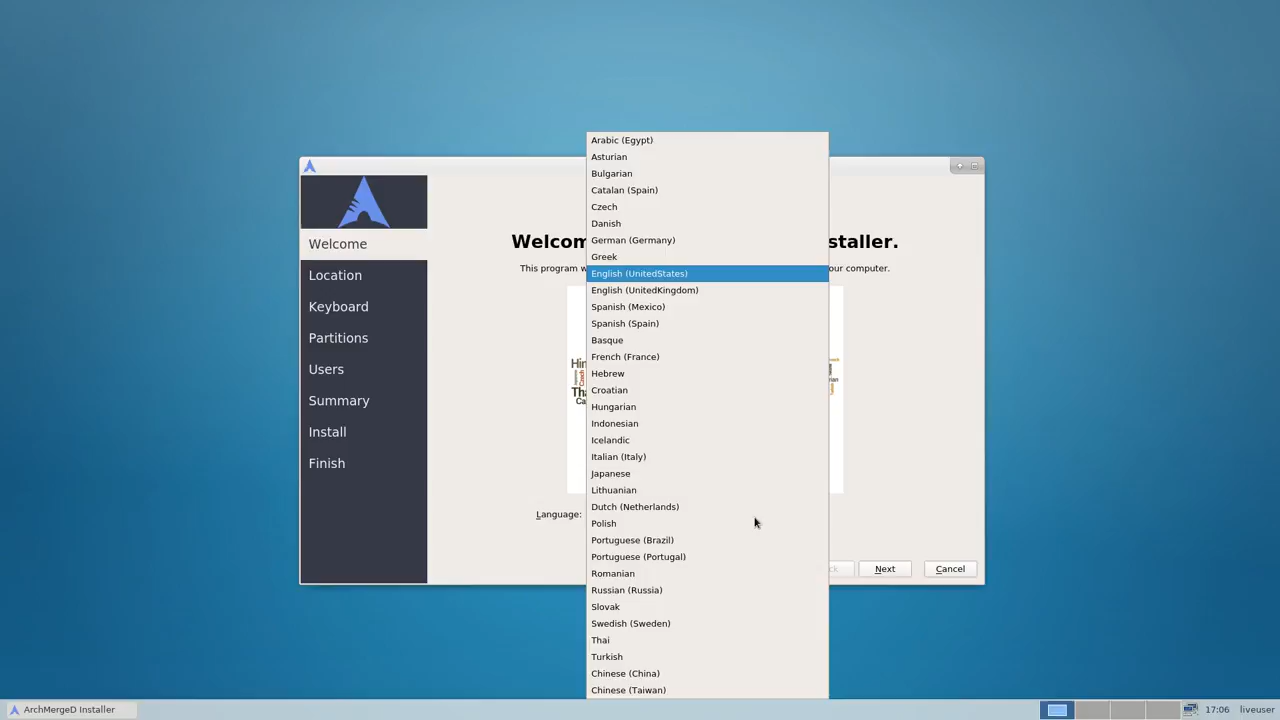 Welcome
Location
Keyboard
Partitions
Users
Summary
Install
Finish
staller.
This program
our computer.
Arabic (Egypt)
Asturian
Bulgarian
Catalan (Spain)
Czech
Danish
German (Germany)
Greek
English (UnitedStates)
English (UnitedKingdom)
Spanish (Mexico)
Spanish (Spain)
Basque
French (France)
Hebrew
Croatian
Hungarian
Indonesian
Icelandic
Italian (Italy)
Japanese
Lithuanian
Dutch (Netherlands)
Polish
Portuguese (Brazil)
Portuguese (Portugal)
Romanian
Russian (Russia)
Slovak
Swedish (Sweden)
Thai
Turkish
Chinese (China)
Chinese (Taiwan)
Language:
Next
Cancel
ArchMergeD Installer
17:06 liveuser